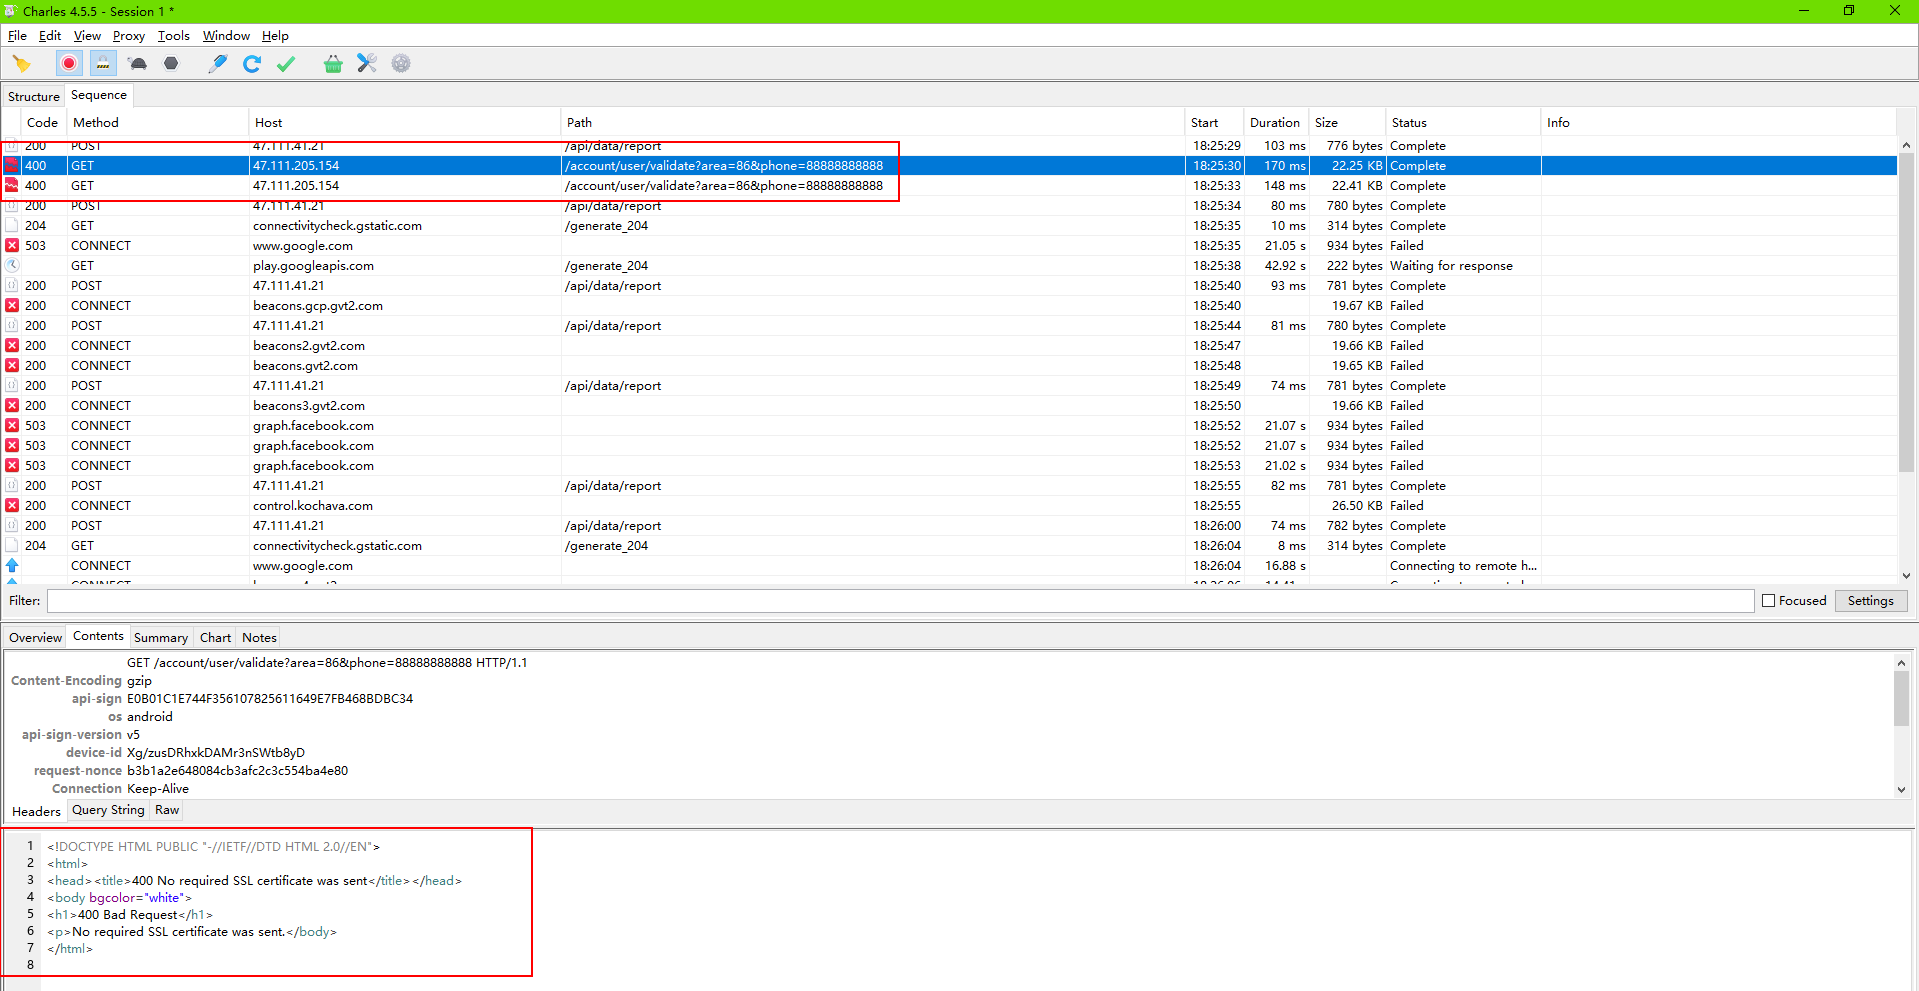 Charles 4.5.5 - Session 1 *
File Edit View Proxy Tools Window Help
Structure Sequence
Code Method Host Path Start Duration Size Status Info
200 POST 47.111.41.21 /api/data/report 18:25:29 103 ms 776 bytes Complete
400 GET 47.111.205.154 /account/user/validate?area=86&phone=88888888888 18:25:30 170 ms 22.25 KB Complete
400 GET 47.111.205.154 /account/user/validate?area=86&phone=88888888888 18:25:33 148 ms 22.41 KB Complete
200 POST 47.111.41.21 /api/data/report 18:25:34 80 ms 780 bytes Complete
204 GET connectivitycheck.gstatic.com /generate_204 18:25:35 10 ms 314 bytes Complete
503 CONNECT www.google.com 18:25:35 21.05 s 934 bytes Failed
GET play.googleapis.com /generate_204 18:25:38 42.92 s 222 bytes Waiting for response
200 POST 47.111.41.21 /api/data/report 18:25:40 93 ms 781 bytes Complete
200 CONNECT beacons.gcp.gvt2.com 18:25:40 19.67 KB Failed
200 POST 47.111.41.21 /api/data/report 18:25:44 81 ms 780 bytes Complete
200 CONNECT beacons2.gvt2.com 18:25:47 19.66 KB Failed
200 CONNECT beacons.gvt2.com 18:25:48 19.65 KB Failed
200 POST 47.111.41.21 /api/data/report 18:25:49 74 ms 781 bytes Complete
200 CONNECT beacons3.gvt2.com 18:25:50 19.66 KB Failed
503 CONNECT graph.facebook.com 18:25:52 21.07 s 934 bytes Failed
503 CONNECT graph.facebook.com 18:25:52 21.07 s 934 bytes Failed
503 CONNECT graph.facebook.com 18:25:53 21.02 s 934 bytes Failed
200 POST 47.111.41.21 /api/data/report 18:25:55 82 ms 781 bytes Complete
200 CONNECT control.kochava.com 18:25:55 26.50 KB Failed
200 POST 47.111.41.21 /api/data/report 18:26:00 74 ms 782 bytes Complete
204 GET connectivitycheck.gstatic.com /generate_204 18:26:04 8 ms 314 bytes Complete
CONNECT www.google.com 18:26:04 16.88 s Connecting to remote h...
Filter: Focused Settings
Overview Contents Summary Chart Notes
GET /account/user/validate?area=86&phone=88888888888 HTTP/1.1
Content-Encoding gzip
api-sign E0B01C1E744F356107825611649E7FB468BDBC34
os android
api-sign-version v5
device-id Xg/zusDRhxkDAMr3nSWtb8yD
request-nonce b3b1a2e648084cb3afc2c3c554ba4e80
Connection Keep-Alive
Headers Query String Raw
1 <!DOCTYPE HTML PUBLIC "-//IETF//DTD HTML 2.0//EN">
2 <html>
3 <head><title>400 No required SSL certificate was sent</title></head>
4 <body bgcolor="white">
5 <h1>400 Bad Request</h1>
6 <p>No required SSL certificate was sent.</body>
7 </html>
8